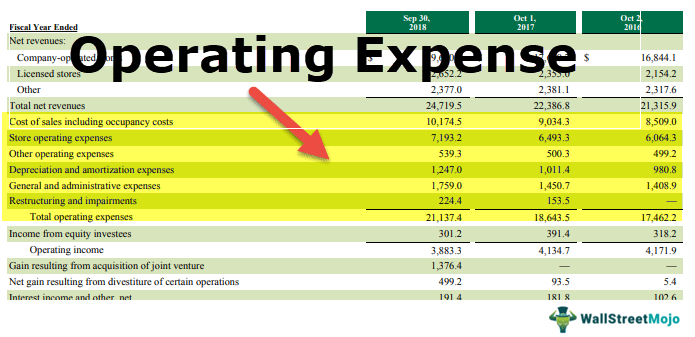 Operating Expense
Fiscal Year Ended Sep 30, 2018 Oct 1, 2017 Oct 2, 2016
Net revenues:
Company-operated $ $ 16,844.1
Licensed stores 2,652.2 2,355.0 2,154.2
Other 2,377.0 2,381.1 2,317.6
Total net revenues 24,719.5 22,386.8 21,315.9
Cost of sales including occupancy costs 10,174.5 9,034.3 8,509.0
Store operating expenses 7,193.2 6,493.3 6,064.3
Other operating expenses 539.3 500.3 499.2
Depreciation and amortization expenses 1,247.0 1,011.4 980.8
General and administrative expenses 1,759.0 1,450.7 1,408.9
Restructuring and impairments 224.4 153.5 —
Total operating expenses 21,137.4 18,643.5 17,462.2
Income from equity investees 301.2 391.4 318.2
Operating income 3,883.3 4,134.7 4,171.9
Gain resulting from acquisition of joint venture 1,376.4 — —
Net gain resulting from divestiture of certain operations 499.2 93.5 5.4
Interest income and other, net 191.4 181.8 102.6
WallStreetMojo